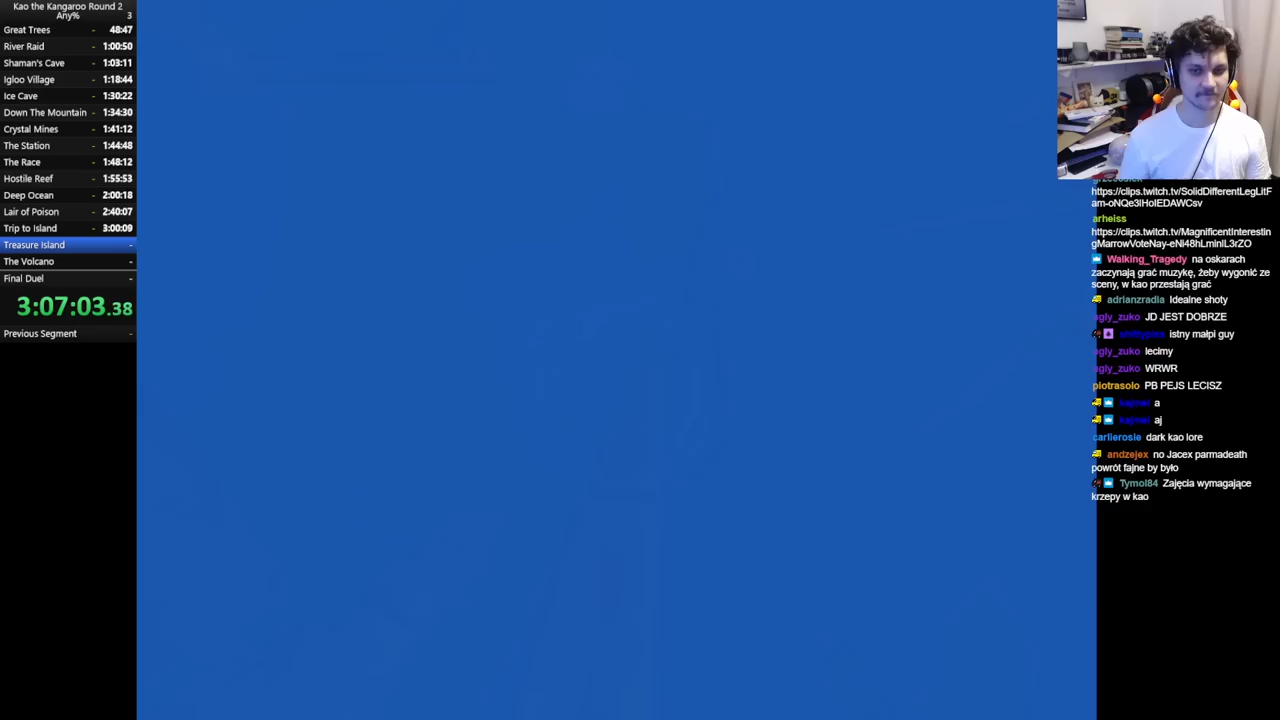 Kao the Kangaroo Round 2
Any% 3
Great Trees - 48:47
River Raid - 1:00:50
Shaman's Cave - 1:03:11
Igloo Village - 1:18:44
Ice Cave - 1:30:22
Down The Mountain - 1:34:30
Crystal Mines - 1:41:12
The Station - 1:44:48
The Race - 1:48:12
Hostile Reef - 1:55:53
Deep Ocean - 2:00:18
Lair of Poison - 2:40:07
Trip to Island - 3:00:09
Treasure Island -
The Volcano -
Final Duel -
3:07:03.38
Previous Segment -
https://clips.twitch.tv/SolidDifferentLegLitF
am-oNQe3lHolEDAWCsv
arheiss
https://clips.twitch.tv/MagnificentInterestin
gMarrowVoteNay-eNi48hLminlL3rZO
Walking_Tragedy na oskarach
zaczynają grać muzykę, żeby wygonić ze
sceny, w kao przestają grać
adrianzradia Idealne shoty
ugly_zuko JD JEST DOBRZE
istny małpi guy
ugly_zuko lecimy
ugly_zuko WRWR
piotrasolo PB PEJS LECISZ
a
aj
carlierosie dark kao lore
andzejex no Jacex parmadeath
powrót fajne by było
Tymol84 Zajęcia wymagające
krzepy w kao